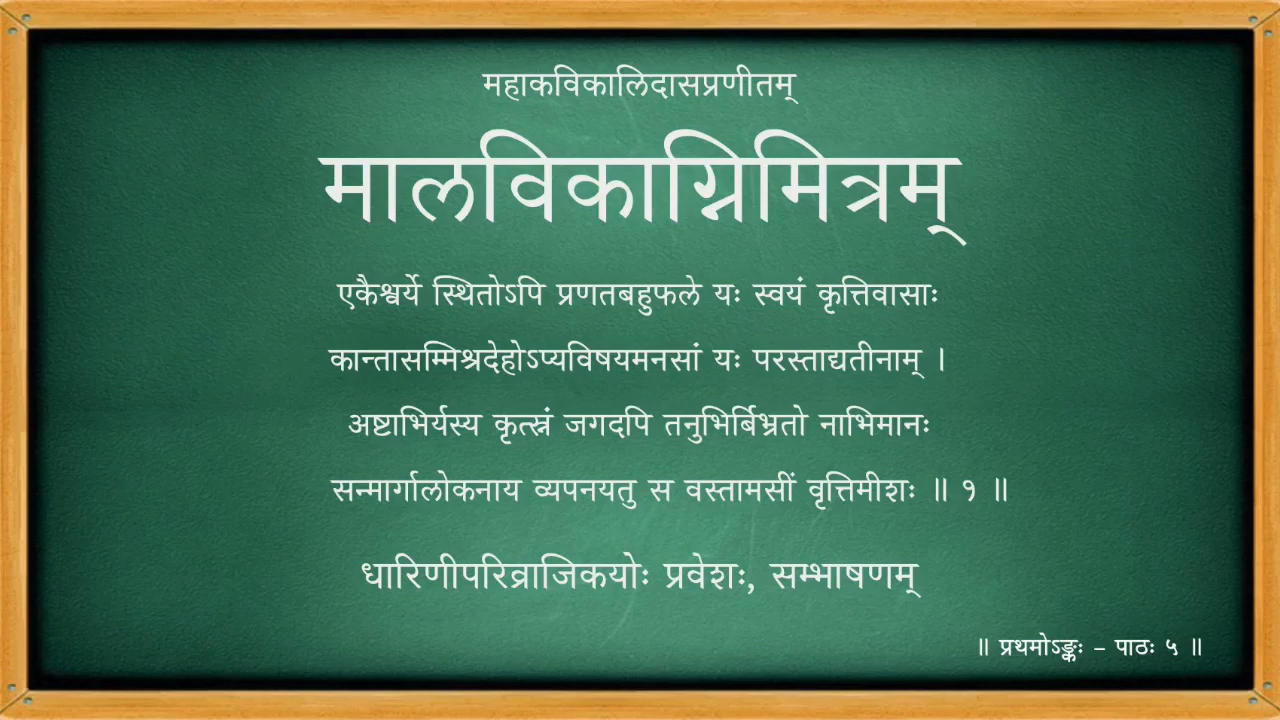 महाकविकालिदासप्रणीतम्
मालविकाग्निमित्रम्
एकैश्वर्ये स्थितोऽपि प्रणतबहुफले यः स्वयं कृत्तिवासाः
कान्तासम्मिश्रदेहोऽप्यविषयमनसां यः परस्ताद्यतीनाम् ।
अष्टाभिर्यस्य कृत्स्नं जगदपि तनुभिर्बिभ्रतो नाभिमानः
सन्मार्गालोकनाय व्यपनयतु स वस्तामसीं वृत्तिमीशः ॥ १ ॥
धारिणीपरिव्राजिकयोः प्रवेशः, सम्भाषणम्
॥ प्रथमोऽङ्कः – पाठः ५ ॥